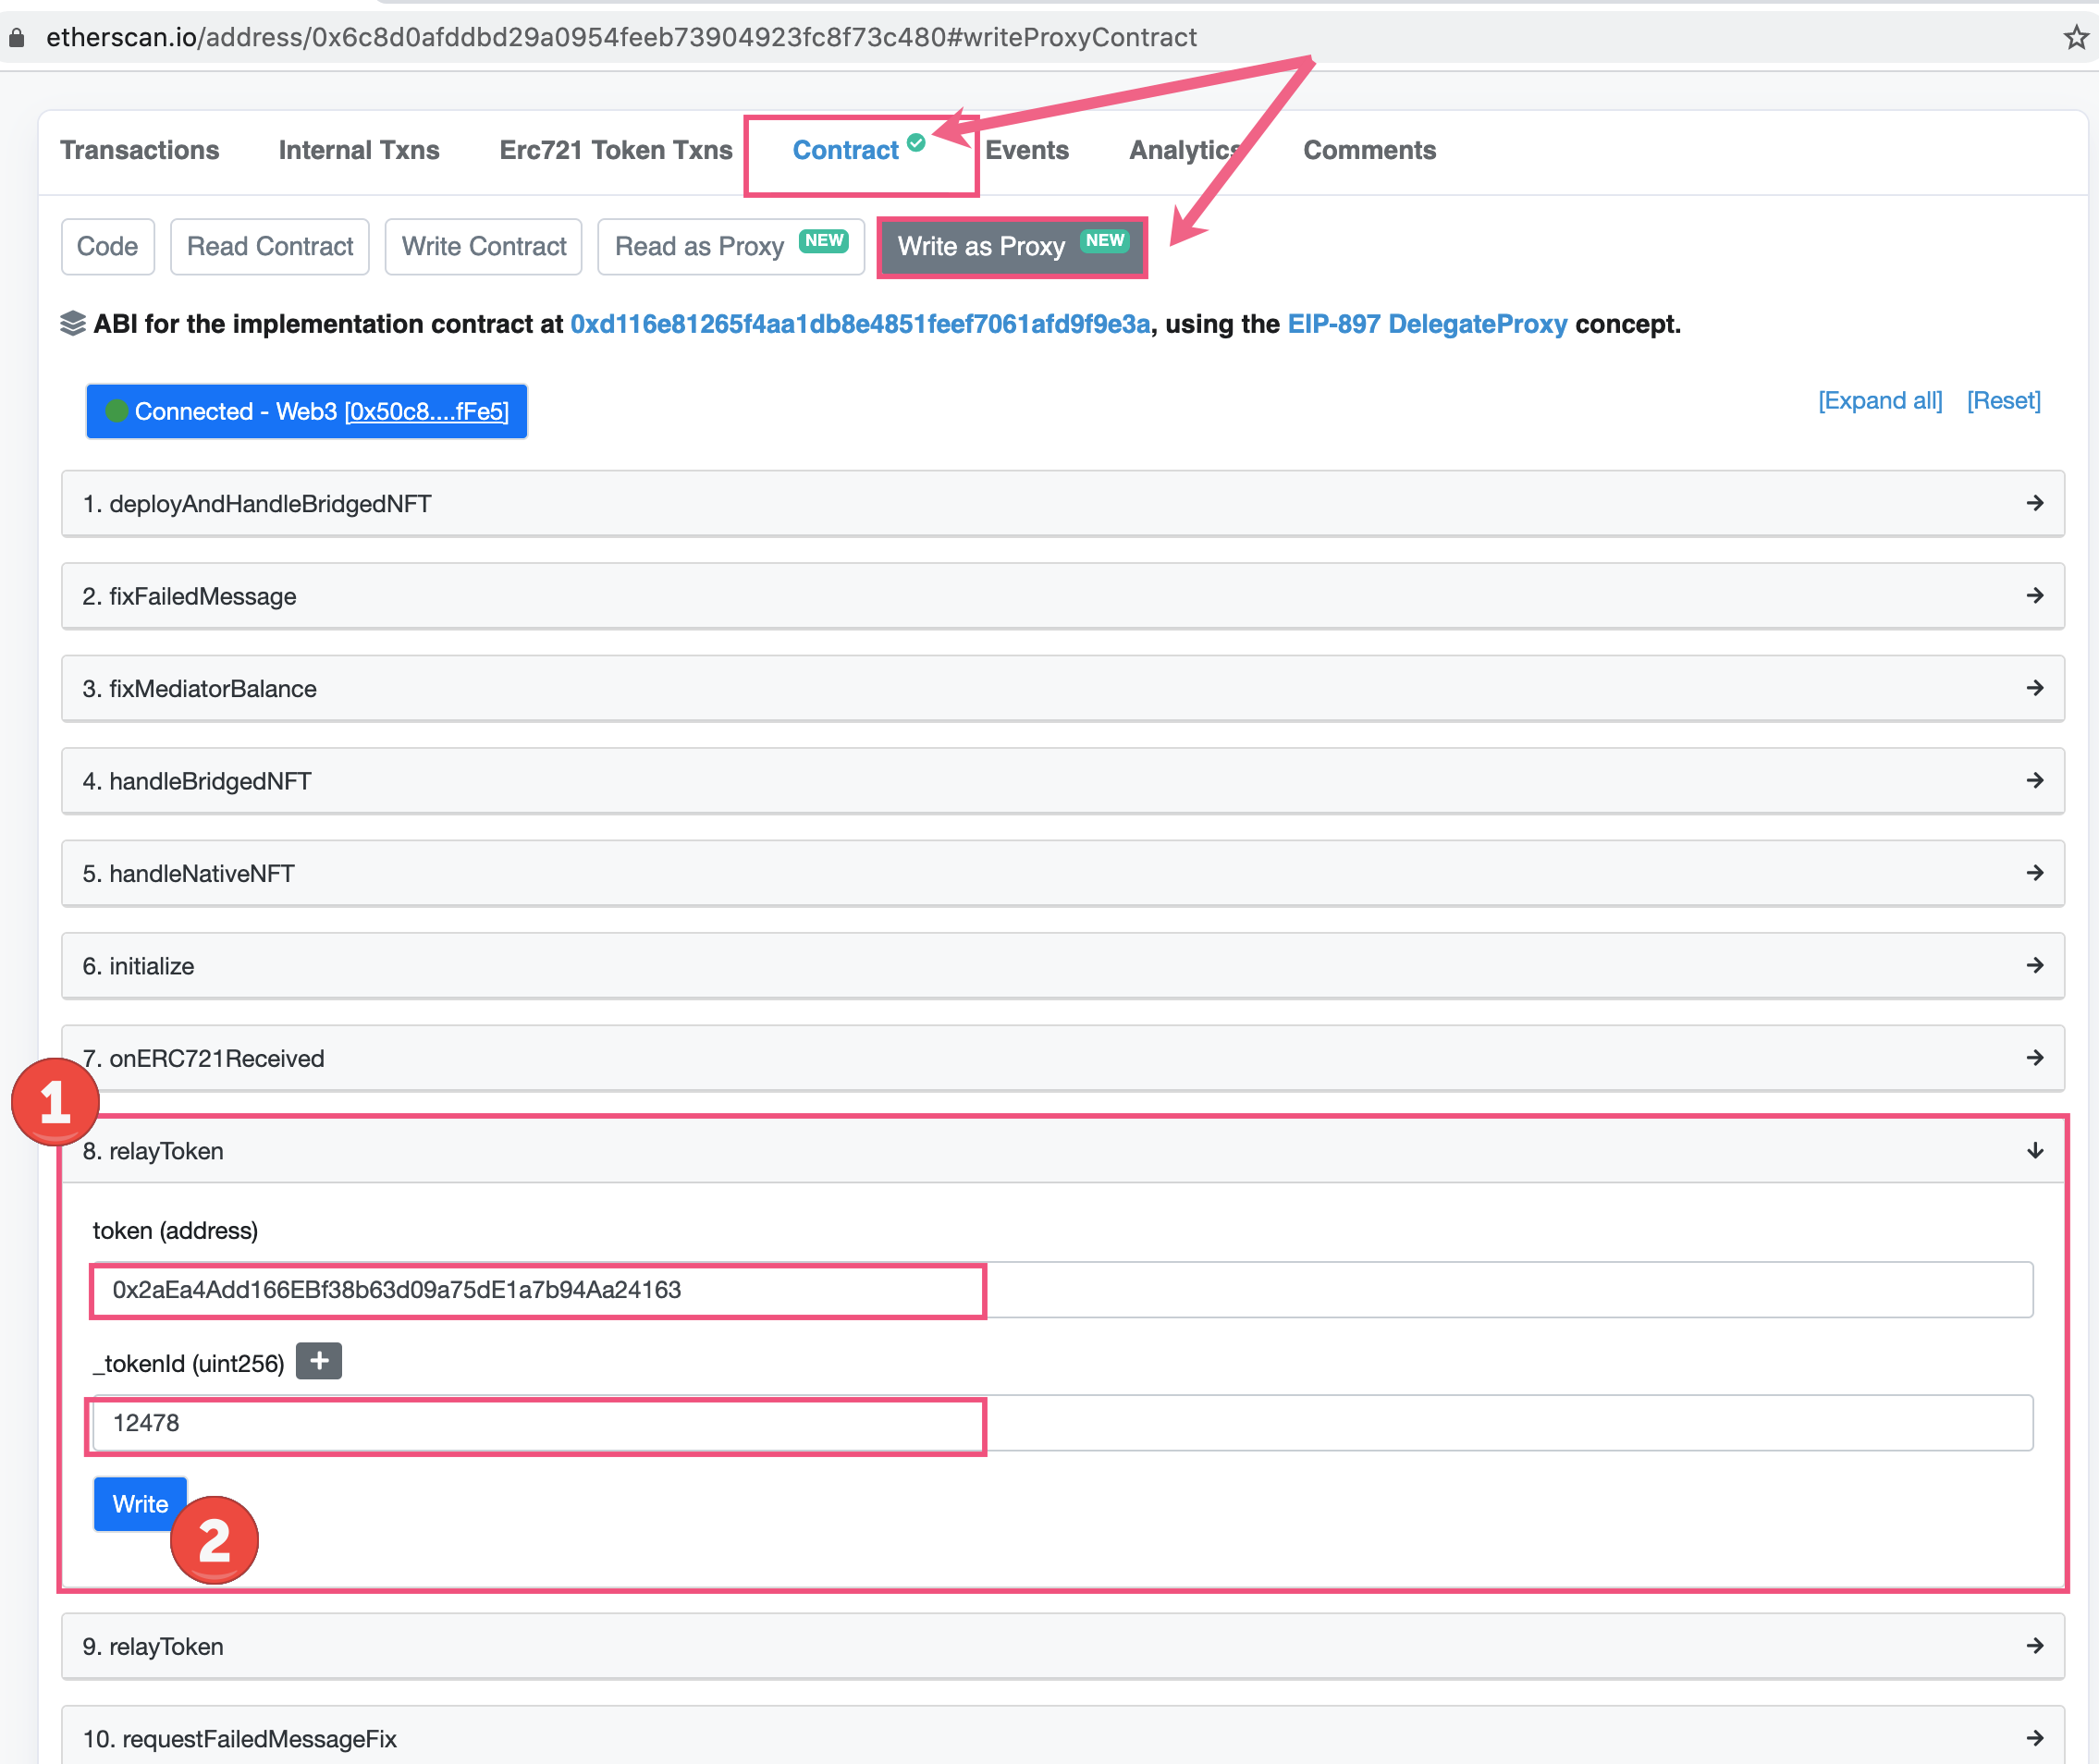 etherscan.io/address/0x6c8d0afddbd29a0954feeb73904923fc8f73c480#writeProxyContract
Transactions Internal Txns Erc721 Token Txns Contract Events Analytics Comments
Code Read Contract Write Contract Read as Proxy NEW Write as Proxy NEW
ABI for the implementation contract at 0xd116e81265f4aa1db8e4851feef7061afd9f9e3a, using the EIP-897 DelegateProxy concept.
Connected - Web3 [0x50c8....fFe5] [Expand all] [Reset]
1. deployAndHandleBridgedNFT
2. fixFailedMessage
3. fixMediatorBalance
4. handleBridgedNFT
5. handleNativeNFT
6. initialize
7. onERC721Received
1
8. relayToken
token (address)
0x2aEa4Add166EBf38b63d09a75dE1a7b94Aa24163
_tokenId (uint256) +
12478
Write
2
9. relayToken
10. requestFailedMessageFix